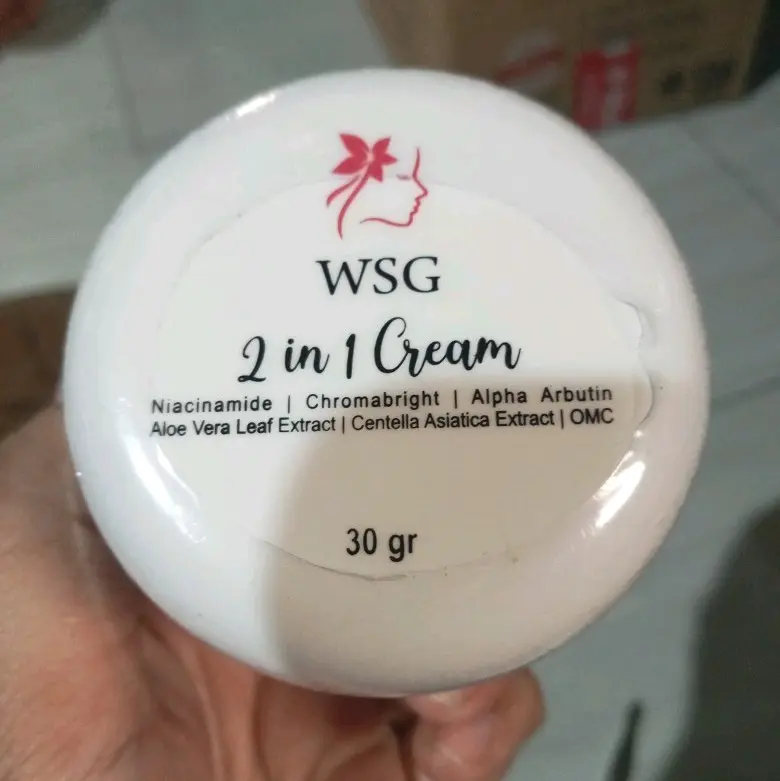 WSG
2 in 1 Cream
Niacinamide | Chromabright | Alpha Arbutin
Aloe Vera Leaf Extract | Centella Asiatica Extract | OMC
30 gr